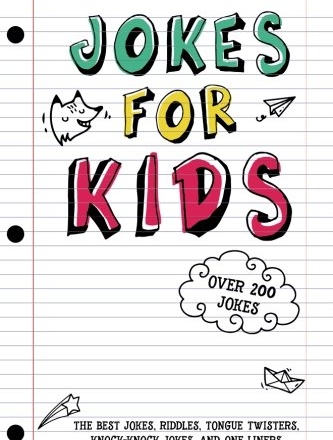 JOKES
FOR
KIDS
OVER 200
JOKES
THE BEST JOKES, RIDDLES, TONGUE TWISTERS,
KNOCK-KNOCK JOKES, AND ONE LINERS